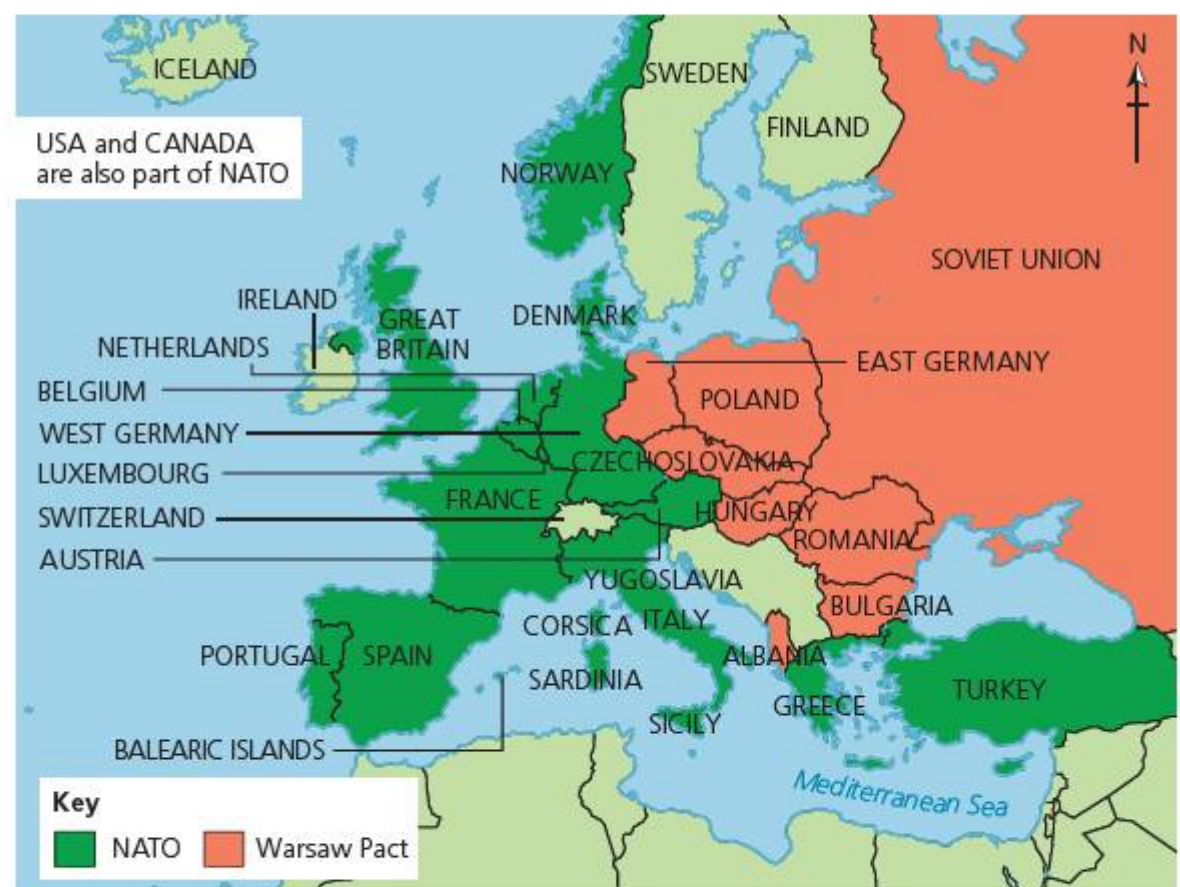 ICELAND
N
SWEDEN
FINLAND
USA and CANADA
are also part of NATO
NORWAY
SOVIET UNION
IRELAND
GREAT
BRITAIN
DENMARK
NETHERLANDS
EAST GERMANY
BELGIUM
POLAND
WEST GERMANY
CZECHOSLOVAKIA
LUXEMBOURG
FRANCE
HUNGARY
SWITZERLAND
ROMANIA
AUSTRIA
YUGOSLAVIA
BULGARIA
CORSICA
ITALY
PORTUGAL
SPAIN
ALBANIA
SARDINIA
TURKEY
GREECE
SICILY
BALEARIC ISLANDS
Mediterranean Sea
Key
NATO
Warsaw Pact